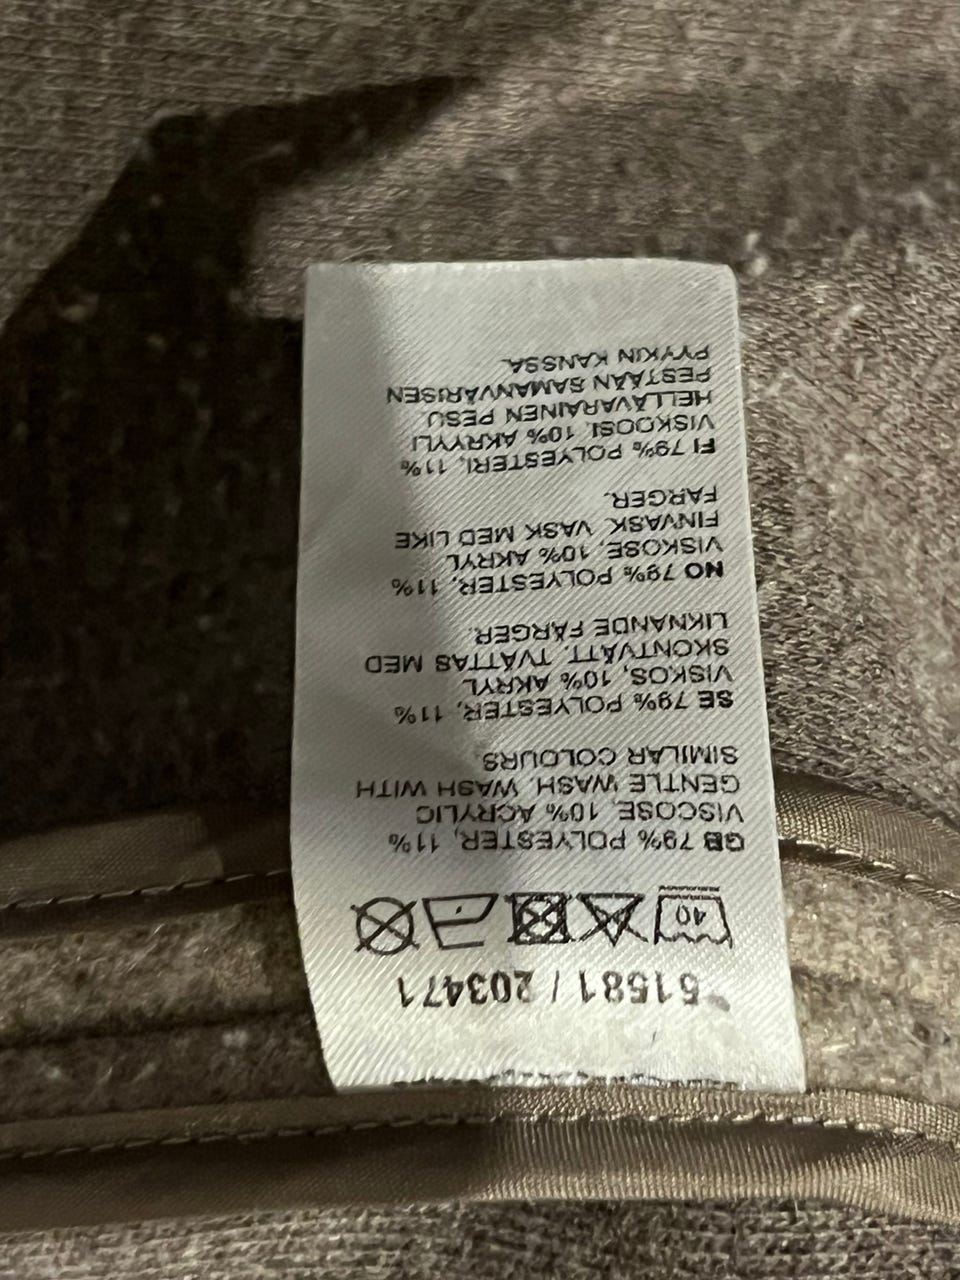 51581 / 203471
40
GB 79% POLYESTER, 11%
VISCOSE, 10% ACRYLIC
GENTLE WASH, WASH WITH
SIMILAR COLOURS
SE 79% POLYESTER, 11%
VISKOS, 10% AKRYL
SKONTVÄTT. TVÄTTAS MED
LIKNANDE FÄRGER.
NO 79% POLYESTER, 11%
VISKOSE, 10% AKRYL
FINVASK. VASK MED LIKE
FARGER.
FI 79% POLYESTERI, 11%
VISKOOSI, 10% AKRYYLI
HELLÄVARAINEN PESU.
PESTÄÄN SAMANVÄRISEN
PYYKIN KANSSA.